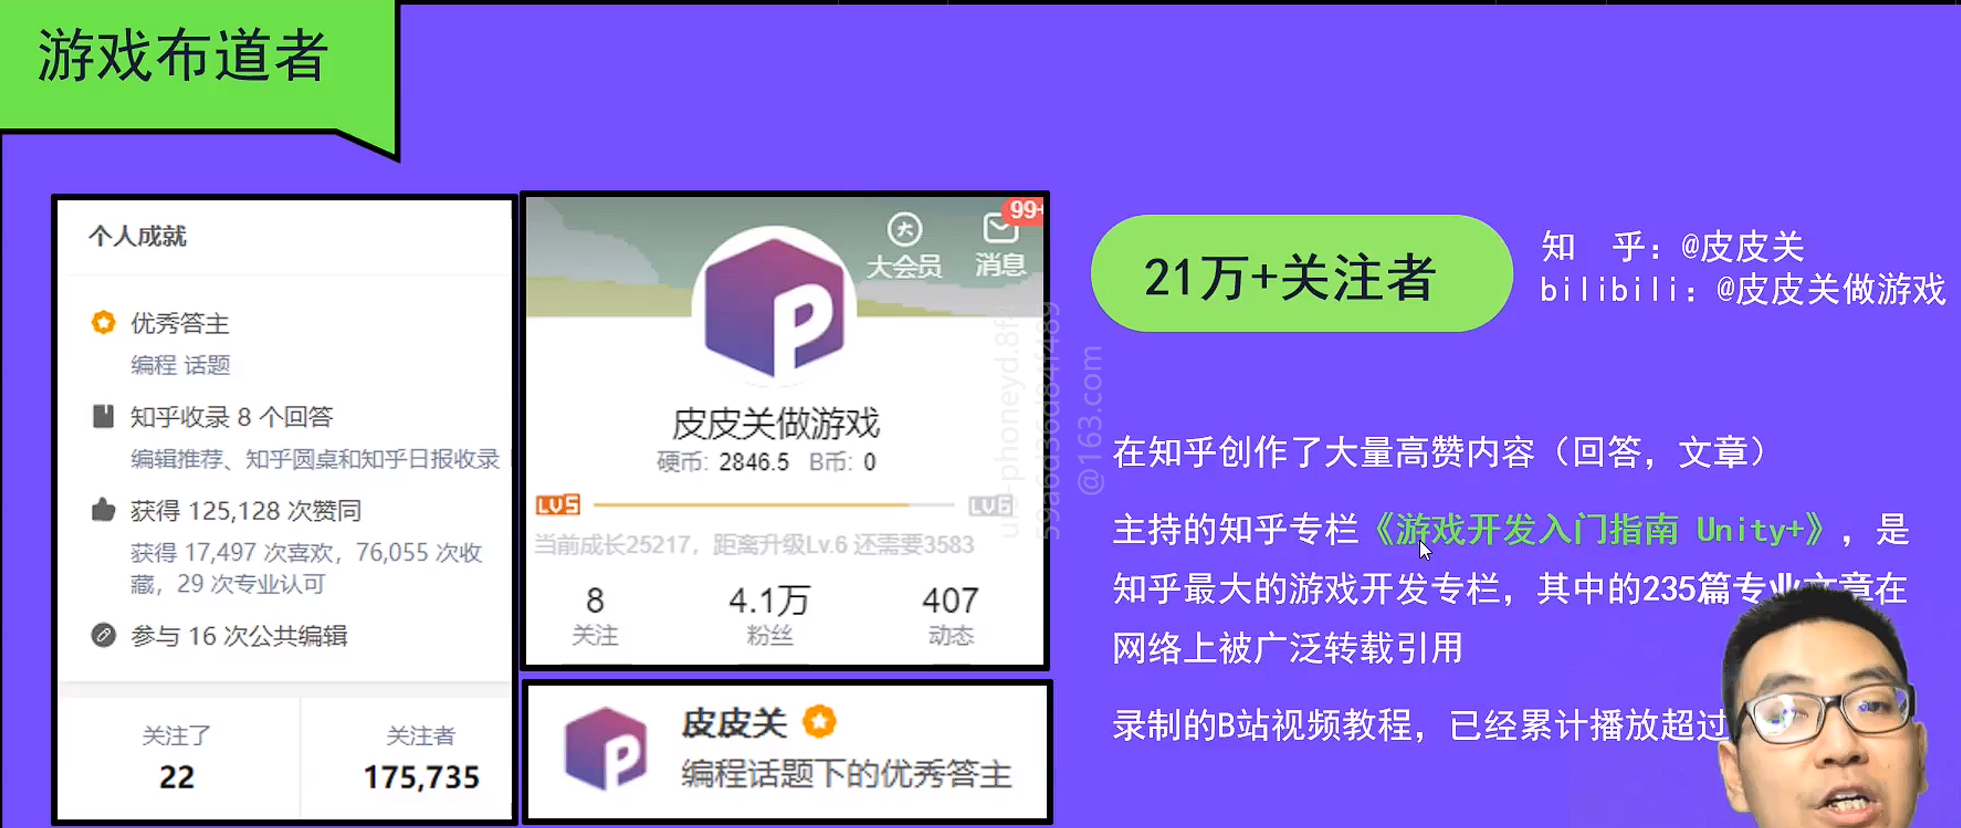 游戏布道者
个人成就
优秀答主
编程 话题
知乎收录 8 个回答
编辑推荐、知乎圆桌和知乎日报收录
获得 125,128 次赞同
获得 17,497 次喜欢，76,055 次收
藏，29 次专业认可
参与 16 次公共编辑
关注了
22
关注者
175,735
99+
大
大会员
消息
P
皮皮关做游戏
硬币: 2846.5 B币: 0
LV5
LV6
当前成长25217，距离升级Lv.6 还需要3583
8
关注
4.1万
粉丝
407
动态
P
皮皮关
编程话题下的优秀答主
21万+关注者
知 乎：@皮皮关
bilibili：@皮皮关做游戏
在知乎创作了大量高赞内容（回答，文章）
主持的知乎专栏《游戏开发入门指南 Unity+》，是
知乎最大的游戏开发专栏，其中的235篇专业文章在
网络上被广泛转载引用
录制的B站视频教程，已经累计播放超过
@163.com